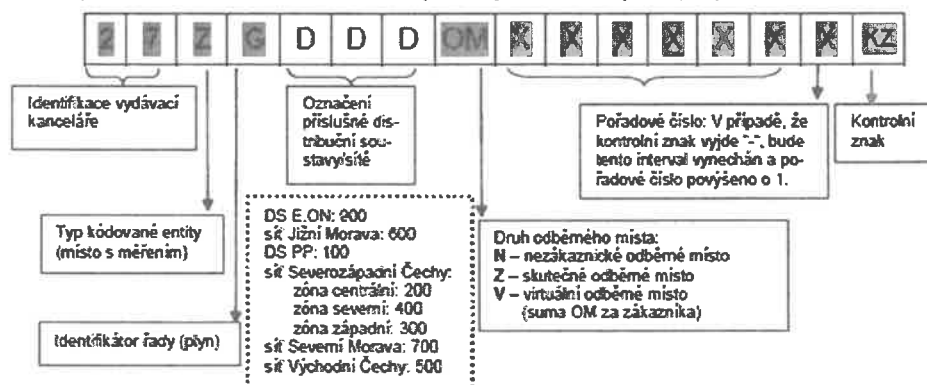 2 7 Z G D D D OM X X X X X X X KZ
Identifikace vydávací
kanceláře
Označení
příslušné dis-
tribuční sou-
stavy/sítě
Pořadové číslo: V případě, že
kontrolní znak vyjde "-", bude
tento interval vynechán a po-
řadové číslo povýšeno o 1.
Kontrolní
znak
Typ kódované entity
(místo s měřením)
DS E.ON: 900
síť Jižní Morava: 600
DS PP: 100
síť Severozápadní Čechy:
zóna centrální: 200
zóna severní: 400
zóna západní: 300
síť Severní Morava: 700
síť Východní Čechy: 500
Druh odběrného místa:
N – nezákaznické odběrné místo
Z – skutečné odběrné místo
V – virtuální odběrné místo
(suma OM za zákazníka)
Identifikátor řady (plyn)